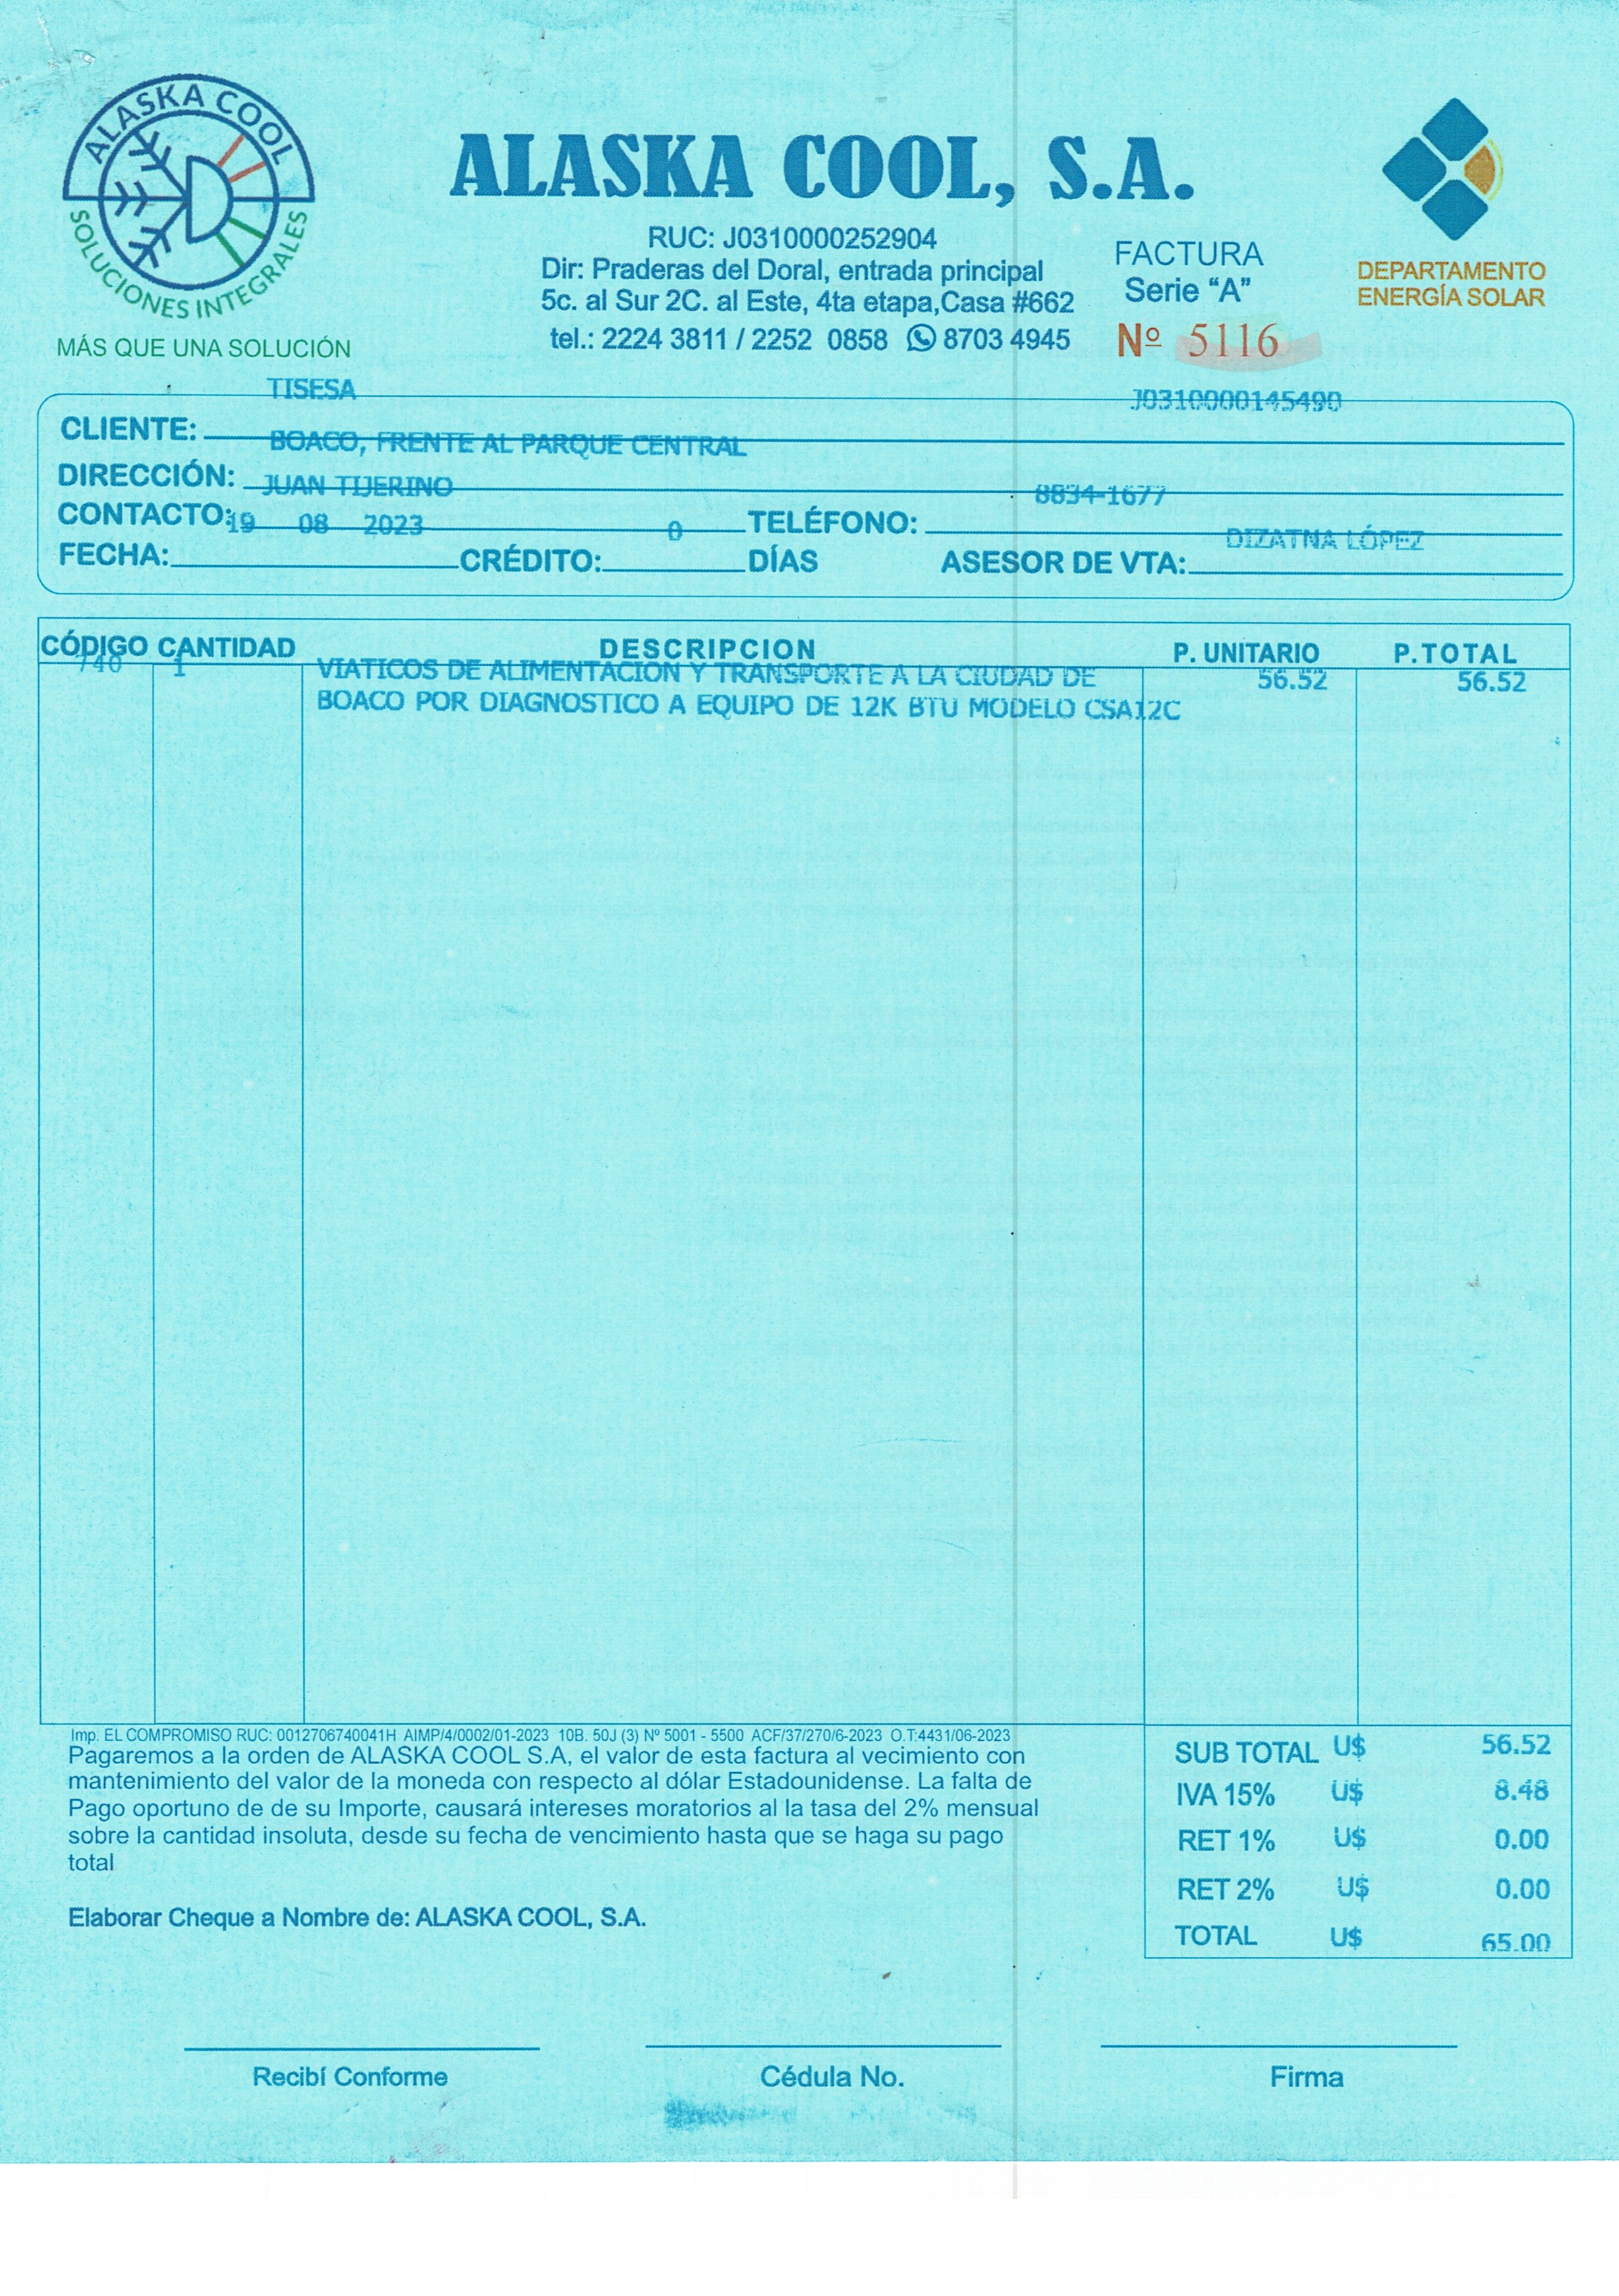 ALASKA COOL
SOLUCIONES INTEGRALES
MÁS QUE UNA SOLUCIÓN
ALASKA COOL, S.A.
RUC: J0310000252904
Dir: Praderas del Doral, entrada principal
5c. al Sur 2C. al Este, 4ta etapa,Casa #662
tel.: 2224 3811 / 2252 0858 8703 4945
FACTURA
Serie “A”
Nº 5116
DEPARTAMENTO
ENERGÍA SOLAR
TISESA J0310000145490
CLIENTE:
BOACO, FRENTE AL PARQUE CENTRAL
DIRECCIÓN:
JUAN TIJERINO 8834-1677
CONTACTO: TELÉFONO:
19 08 2023 0 DIZATNA LÓPEZ
FECHA: CRÉDITO: DÍAS ASESOR DE VTA:
CÓDIGO CANTIDAD DESCRIPCION P. UNITARIO P.TOTAL
740 1 VIATICOS DE ALIMENTACION Y TRANSPORTE A LA CIUDAD DE 56.52 56.52
BOACO POR DIAGNOSTICO A EQUIPO DE 12K BTU MODELO CSA12C
Imp. EL COMPROMISO RUC: 0012706740041H AIMP/4/0002/01-2023 10B. 50J (3) Nº 5001 - 5500 ACF/37/270/6-2023 O.T:4431/06-2023
Pagaremos a la orden de ALASKA COOL S.A, el valor de esta factura al vecimiento con
mantenimiento del valor de la moneda con respecto al dólar Estadounidense. La falta de
Pago oportuno de de su Importe, causará intereses moratorios al la tasa del 2% mensual
sobre la cantidad insoluta, desde su fecha de vencimiento hasta que se haga su pago
total
Elaborar Cheque a Nombre de: ALASKA COOL, S.A.
SUB TOTAL U$ 56.52
IVA 15% U$ 8.48
RET 1% U$ 0.00
RET 2% U$ 0.00
TOTAL U$ 65.00
Recibí Conforme Cédula No. Firma